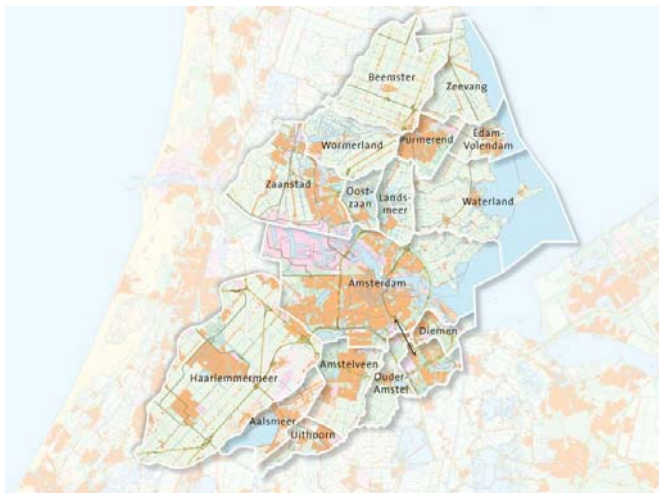 Beemster
Zeevang
Wormerland
Purmerend
Edam-
Volendam
Zaanstad
Oost-
zaan
Lands-
meer
Waterland
Amsterdam
Diemen
Haarlemmermeer
Amstelveen
Ouder-
Amstel
Aalsmeer
Uithoorn